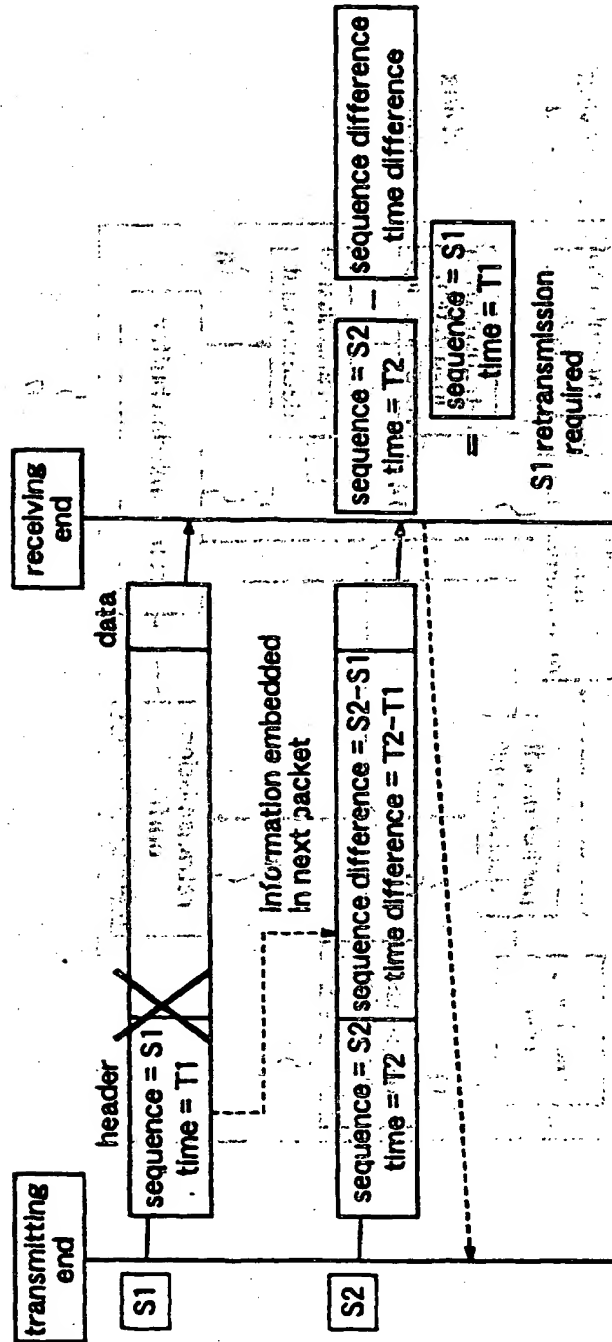 transmitting
end
receiving
end
header
data
S1
sequence = S1
time = T1
Information embedded
in next packet
S2
sequence = S2
time = T2
sequence difference = S2-S1
time difference = T2-T1
sequence = S2
time = T2
−
sequence difference
time difference
=
sequence = S1
time = T1
S1 retransmission
required